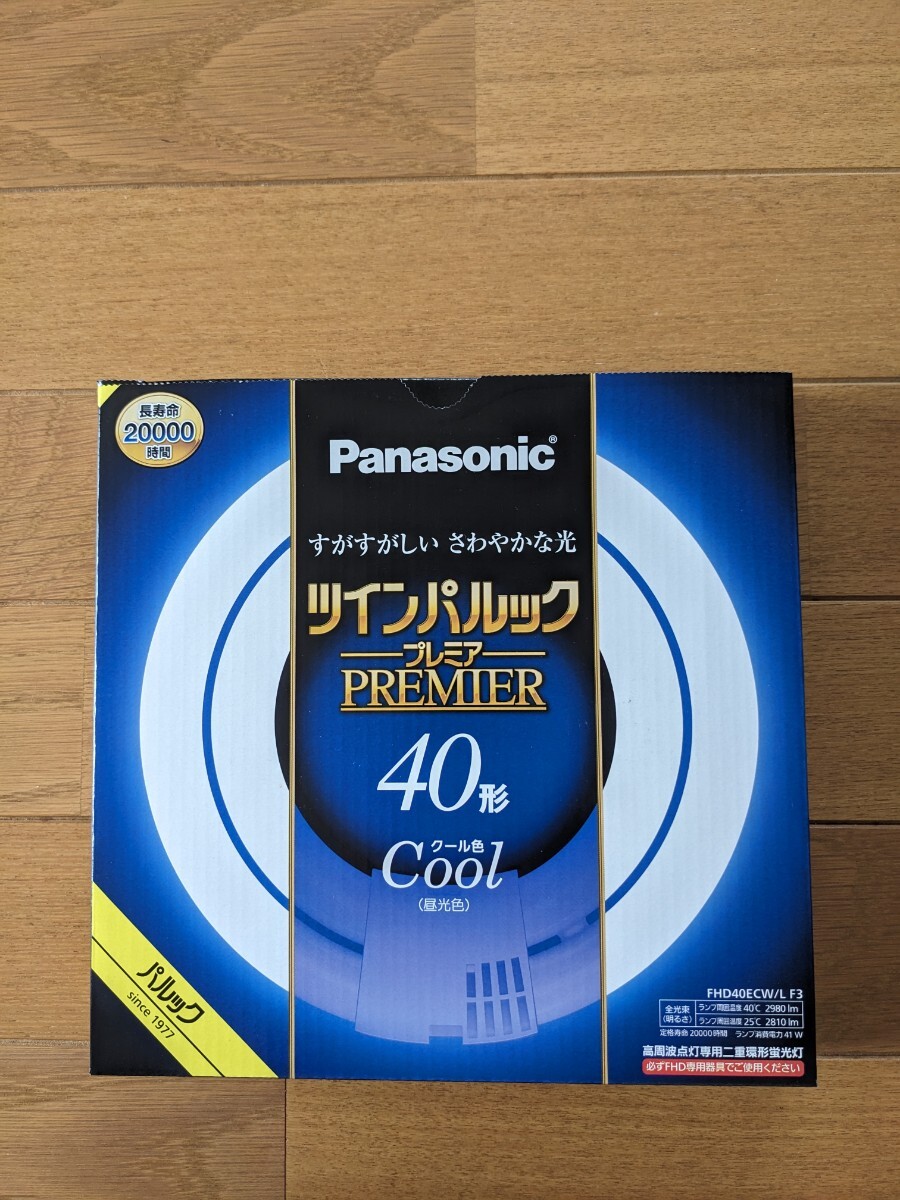 長寿命
20000
時間
Panasonic®
すがすがしい さわやかな光
ツインパルック
プレミア
PREMIER
40形
クール色
Cool
(昼光色)
パルック
since 1977
FHD40ECW/L F3
全光束 ランプ周囲温度 40℃ 2980 lm
(明るさ) ランプ周囲温度 25℃ 2810 lm
定格寿命 20000時間 ランプ消費電力 41 W
高周波点灯専用二重環形蛍光灯
必ずFHD専用器具でご使用ください